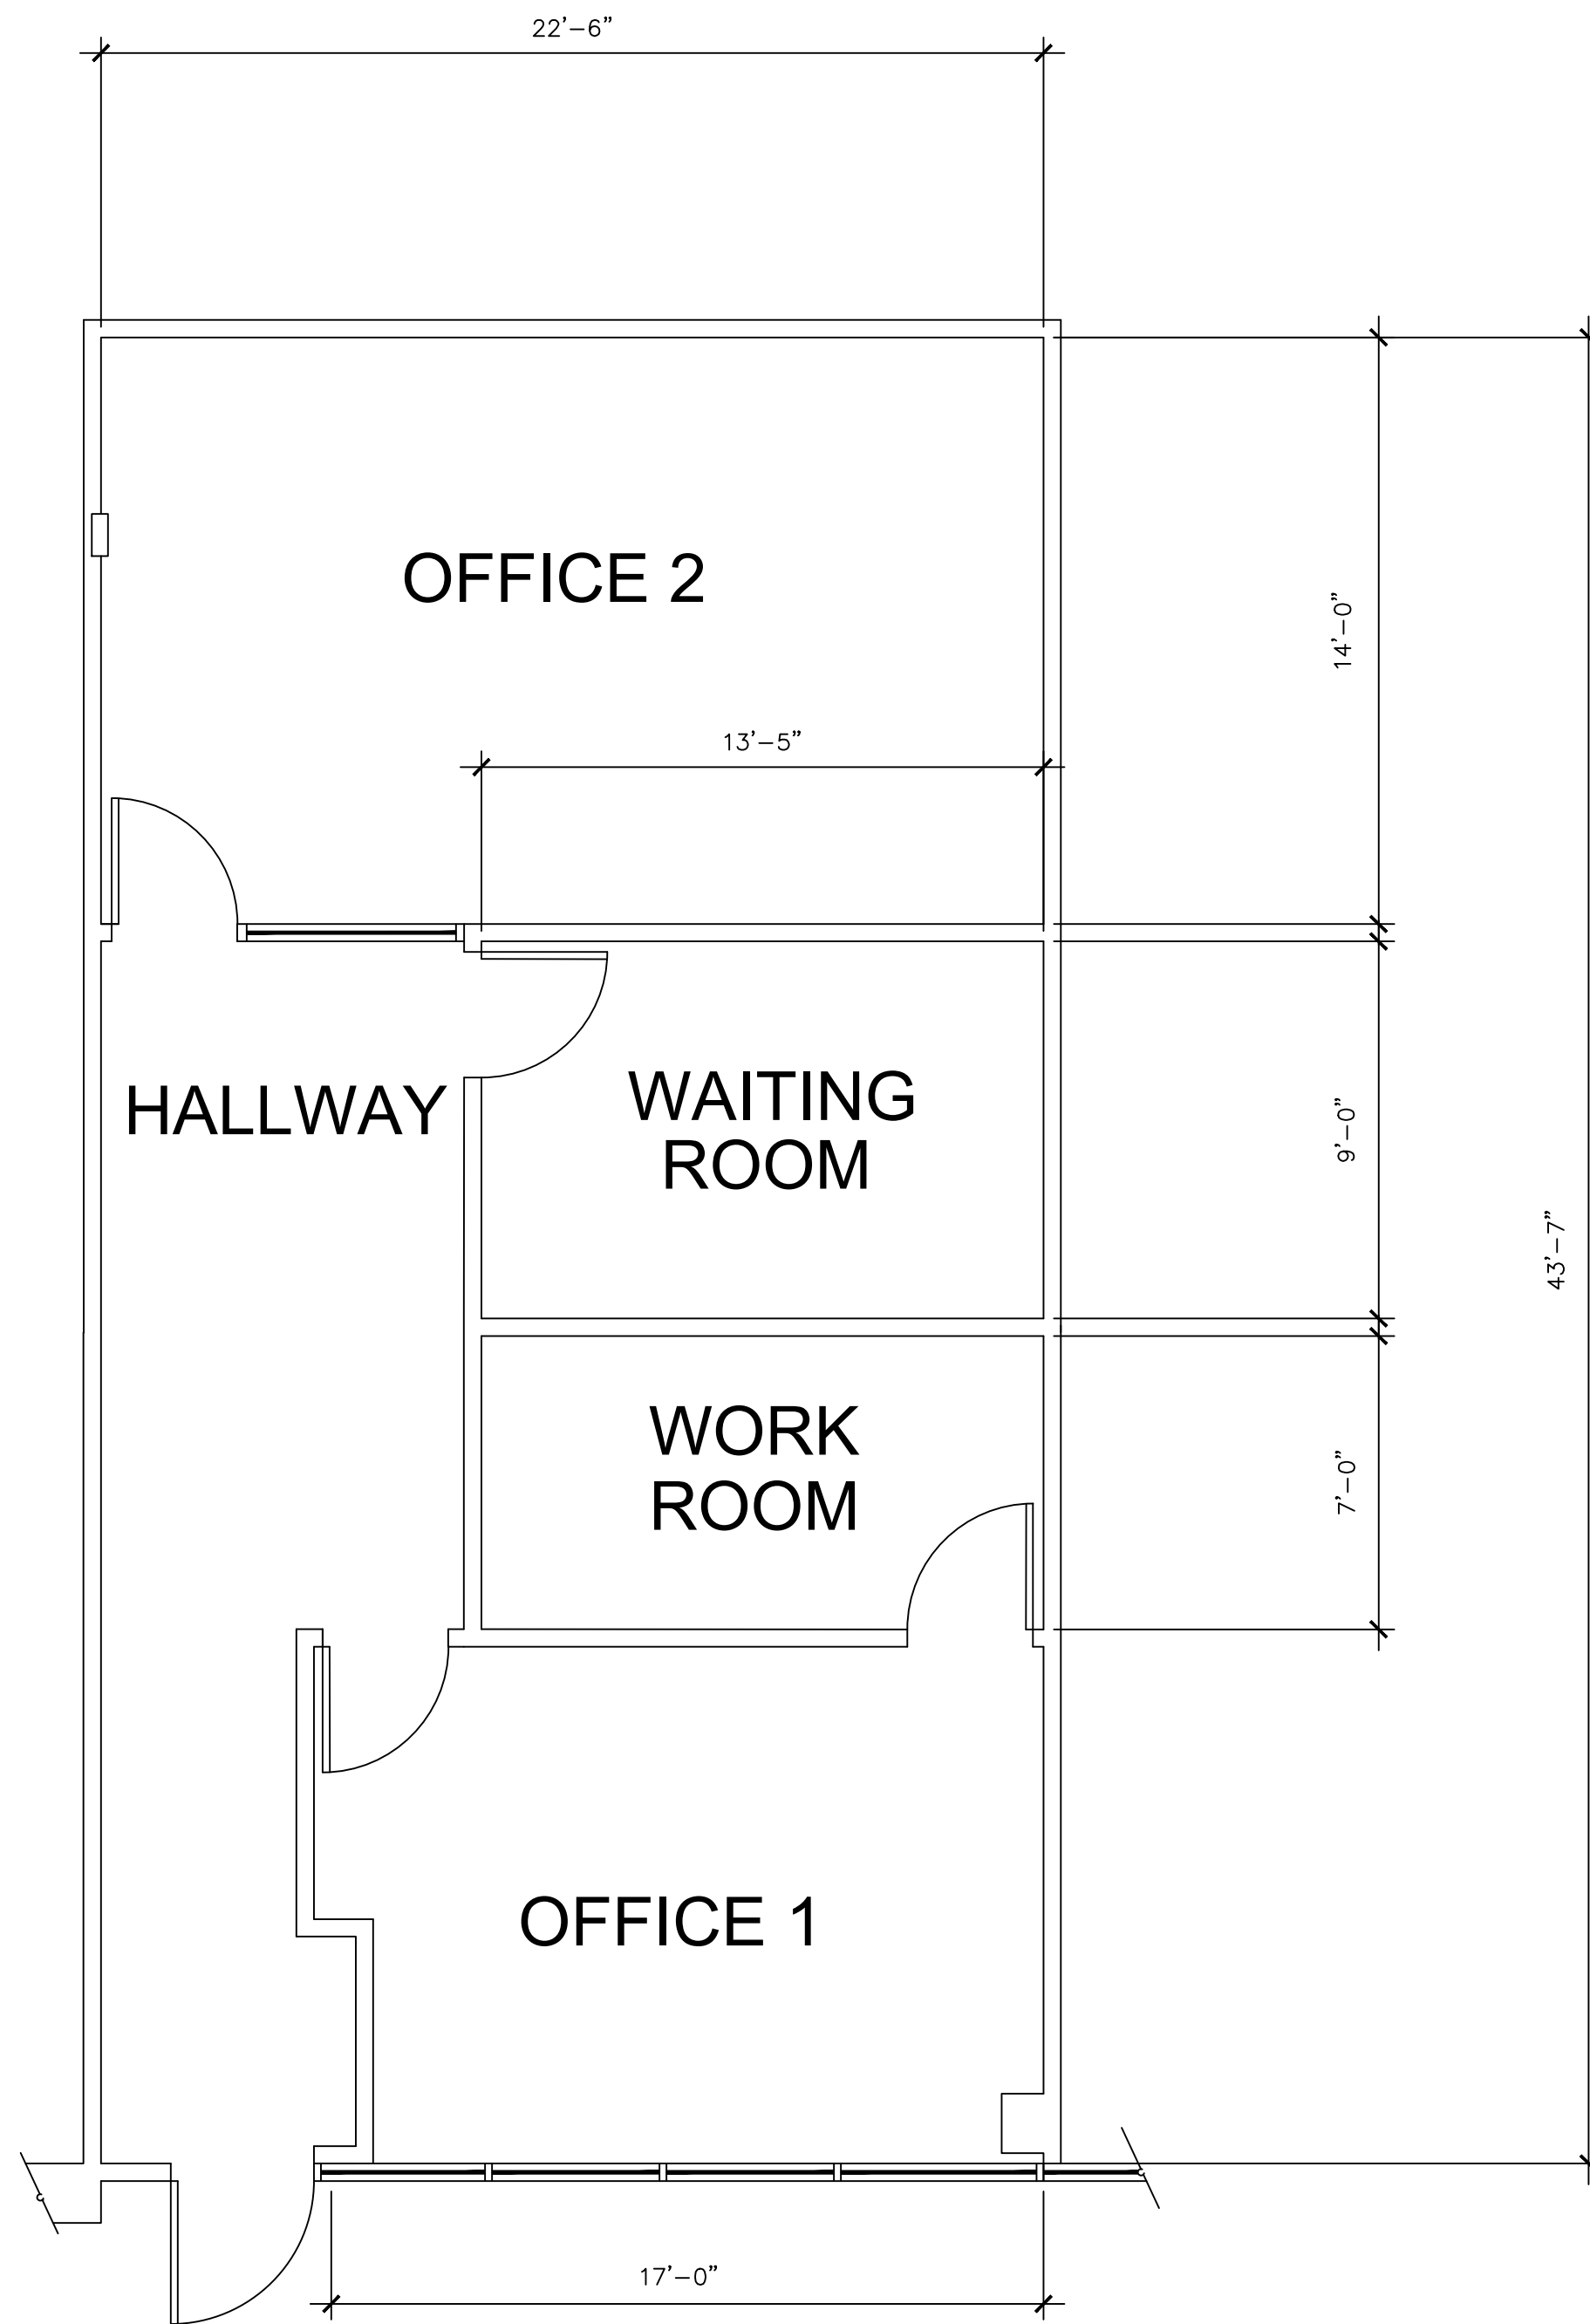 22'-6"
OFFICE 2
14'-0"
13'-5"
HALLWAY
WAITING
ROOM
9'-0"
43'-7"
WORK
ROOM
7'-0"
OFFICE 1
17'-0"